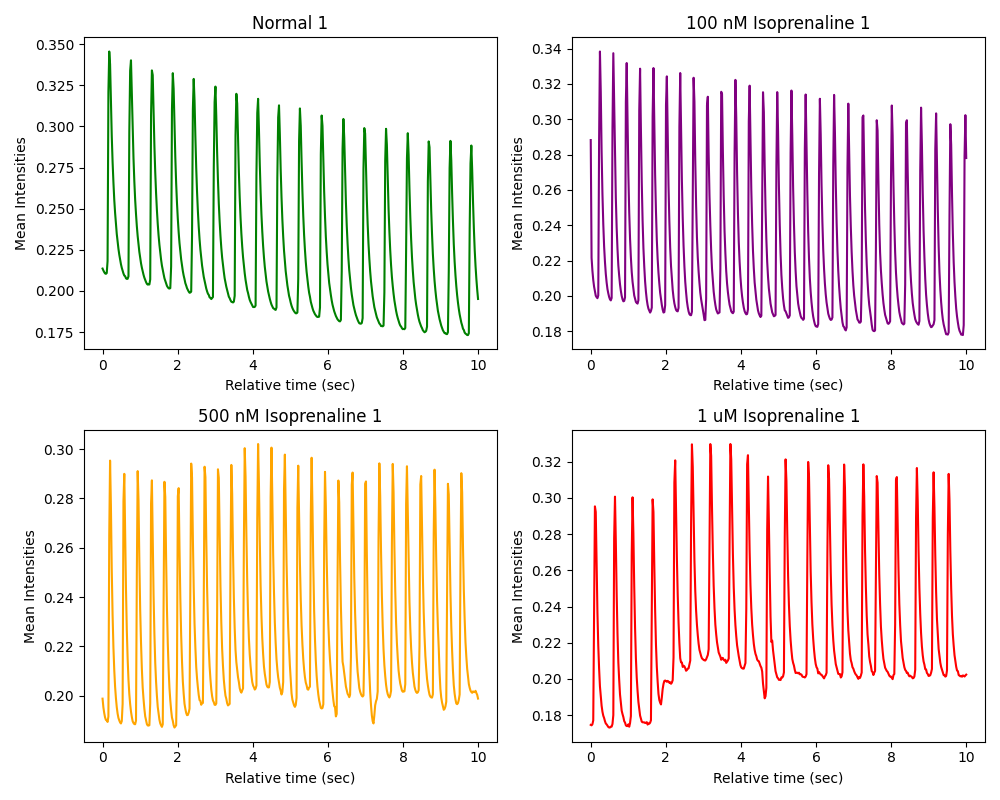 Normal 1
Mean Intensities
0.350
0.325
0.300
0.275
0.250
0.225
0.200
0.175
0 2 4 6 8 10
Relative time (sec)
100 nM Isoprenaline 1
Mean Intensities
0.34
0.32
0.30
0.28
0.26
0.24
0.22
0.20
0.18
0 2 4 6 8 10
Relative time (sec)
500 nM Isoprenaline 1
Mean Intensities
0.30
0.28
0.26
0.24
0.22
0.20
0 2 4 6 8 10
Relative time (sec)
1 uM Isoprenaline 1
Mean Intensities
0.32
0.30
0.28
0.26
0.24
0.22
0.20
0.18
0 2 4 6 8 10
Relative time (sec)